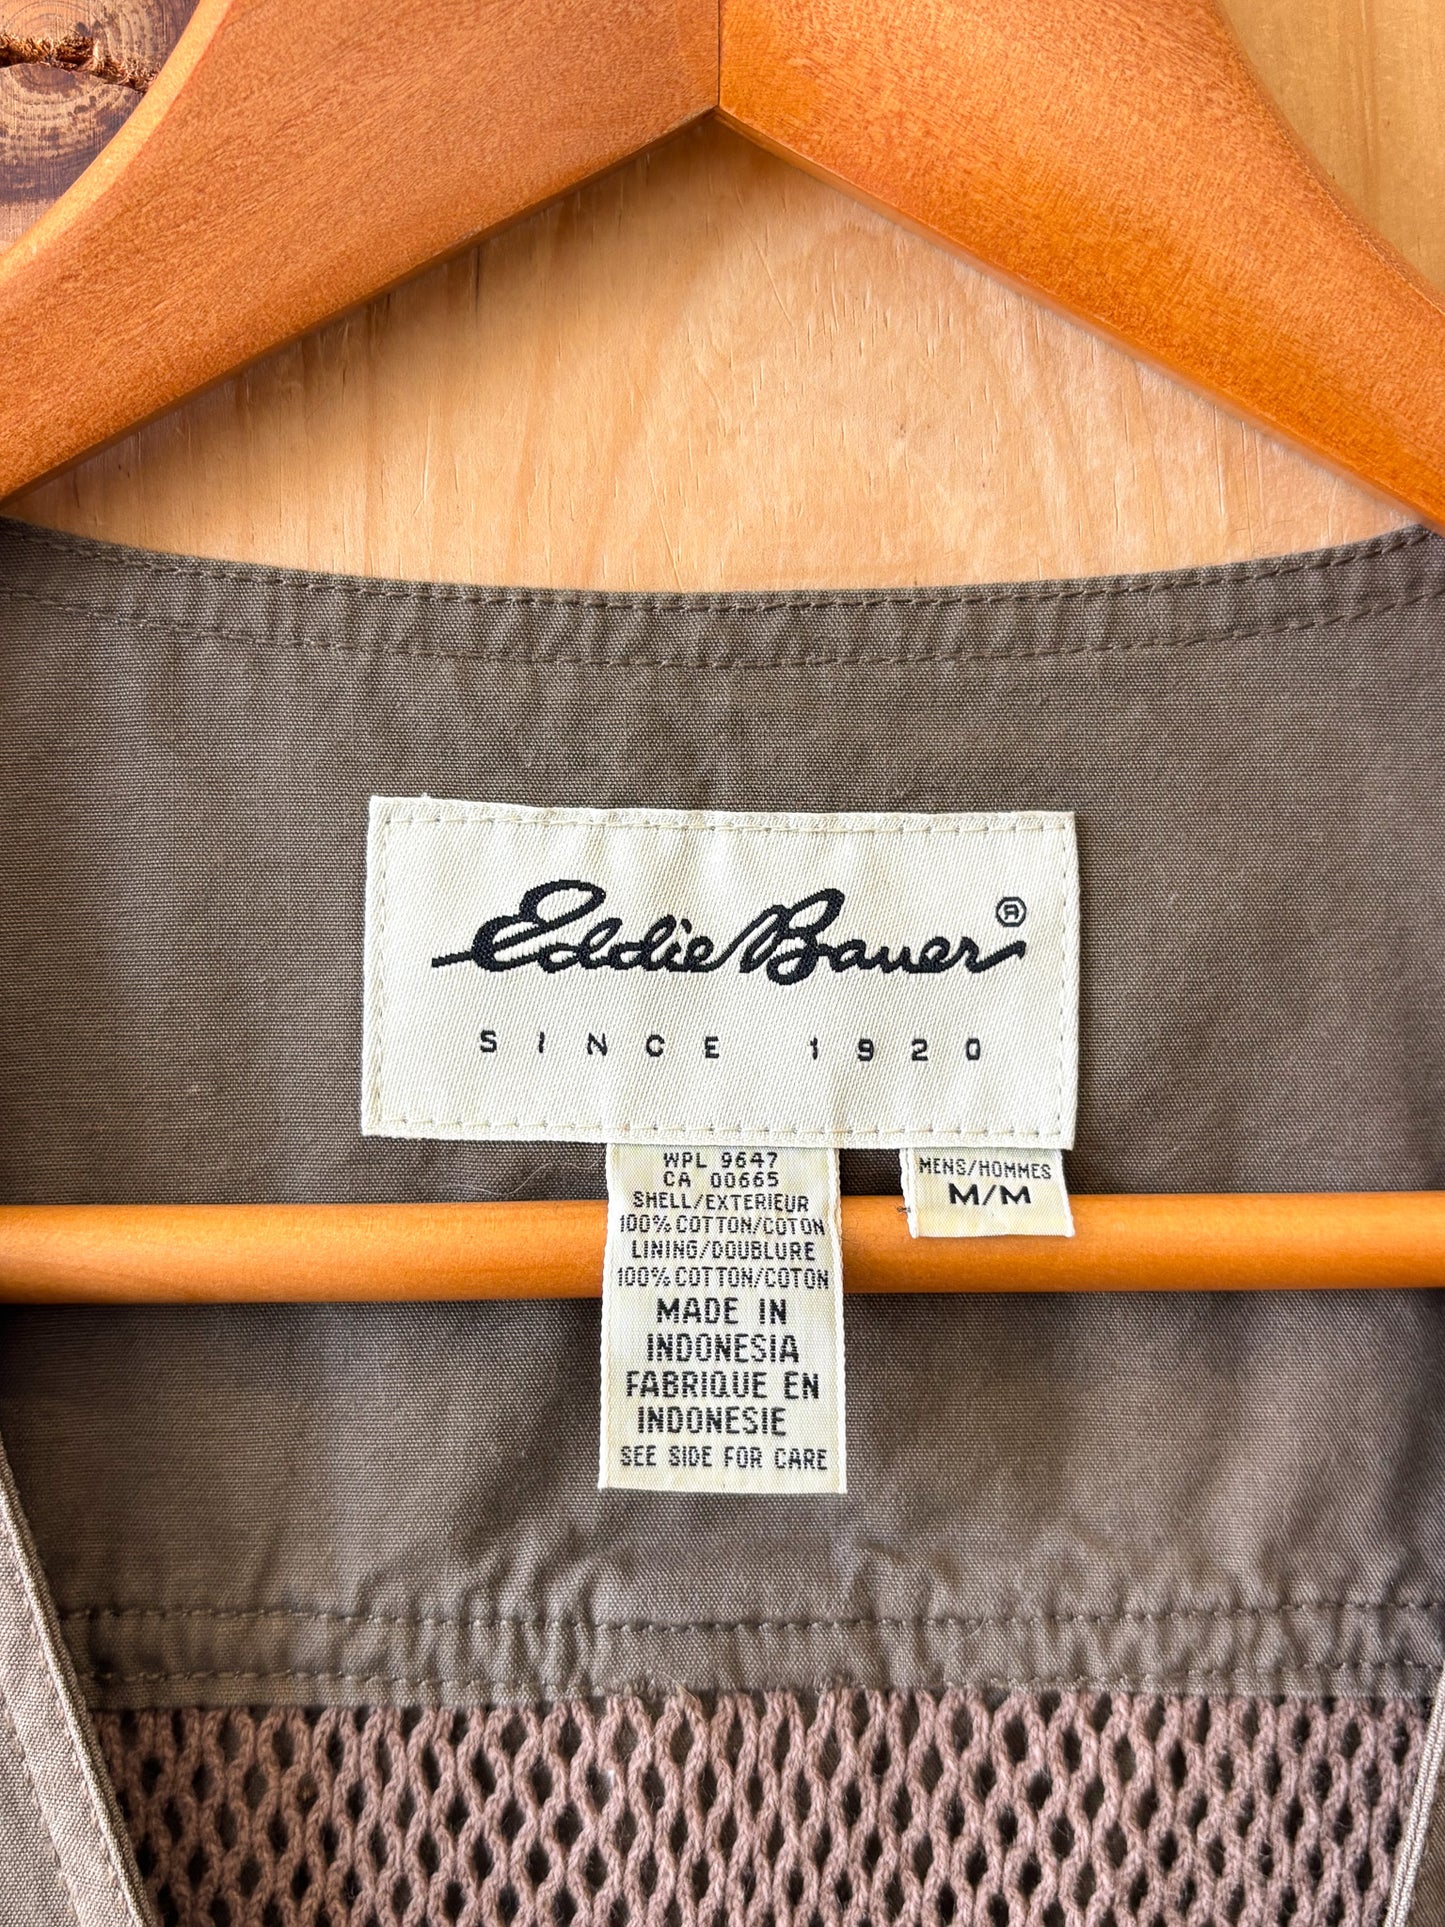 Eddie Bauer ®
SINCE 1920
WPL 9647
CA 00665
SHELL/EXTERIEUR
100% COTTON/COTON
LINING/DOUBLURE
100% COTTON/COTON
MADE IN
INDONESIA
FABRIQUE EN
INDONESIE
SEE SIDE FOR CARE
MENS/HOMMES
M/M